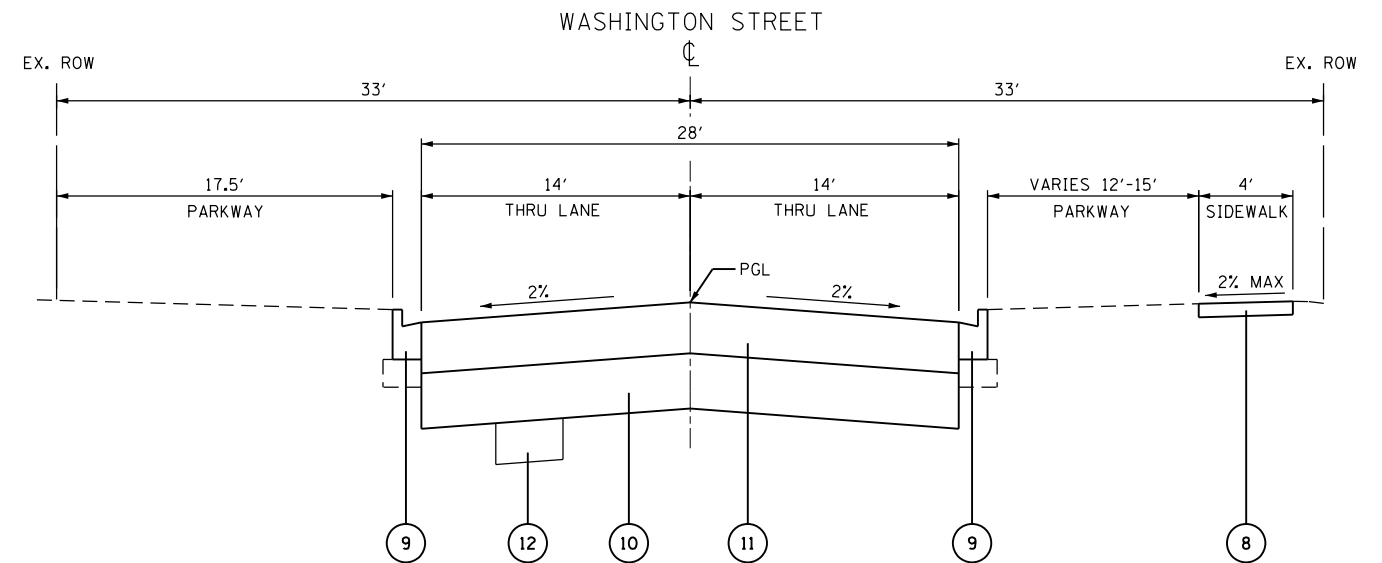 WASHINGTON STREET
℄
EX. ROW
EX. ROW
33' 33'
28'
17.5' 14' 14' VARIES 12'-15' 4'
PARKWAY THRU LANE THRU LANE PARKWAY SIDEWALK
PGL
2% 2% 2% MAX
9 12 10 11 9 8